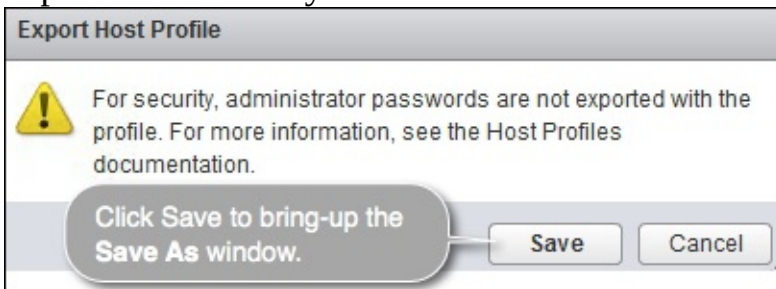 Export Host Profile
For security, administrator passwords are not exported with the
profile. For more information, see the Host Profiles
documentation.
Click Save to bring-up the
Save As window.
Save Cancel